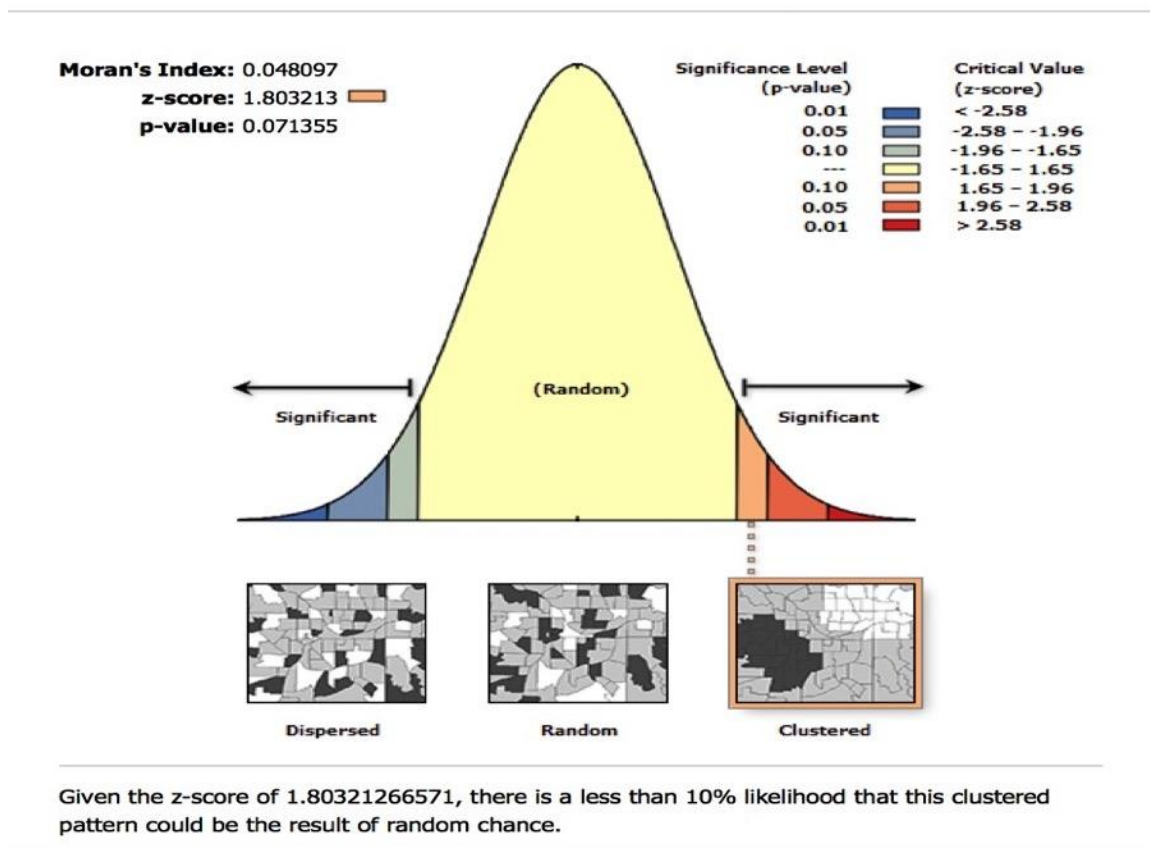 Moran's Index: 0.048097
z-score: 1.803213
p-value: 0.071355
Significance Level
(p-value)
Critical Value
(z-score)
0.01 < -2.58
0.05 -2.58 – -1.96
0.10 -1.96 – -1.65
--- -1.65 – 1.65
0.10 1.65 – 1.96
0.05 1.96 – 2.58
0.01 > 2.58
(Random)
Significant
Significant
Dispersed
Random
Clustered
Given the z-score of 1.80321266571, there is a less than 10% likelihood that this clustered
pattern could be the result of random chance.